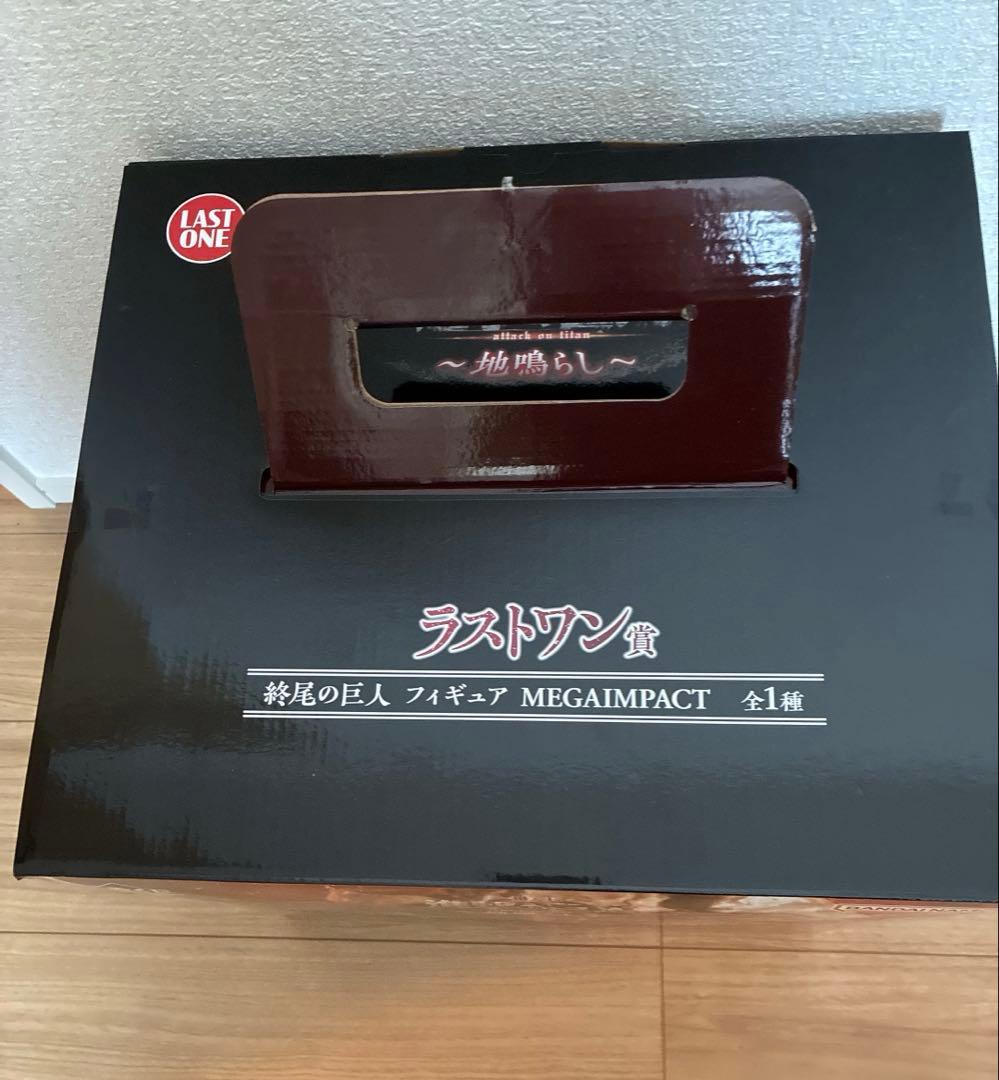 LAST
ONE
attack on titan
～地鳴らし～
ラストワン賞
終尾の巨人 フィギュア MEGAIMPACT 全1種